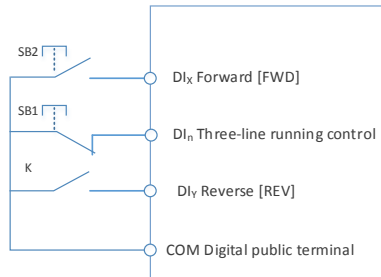 SB2
DIX Forward [FWD]
SB1
DIn Three-line running control
K
DIY Reverse [REV]
COM Digital public terminal